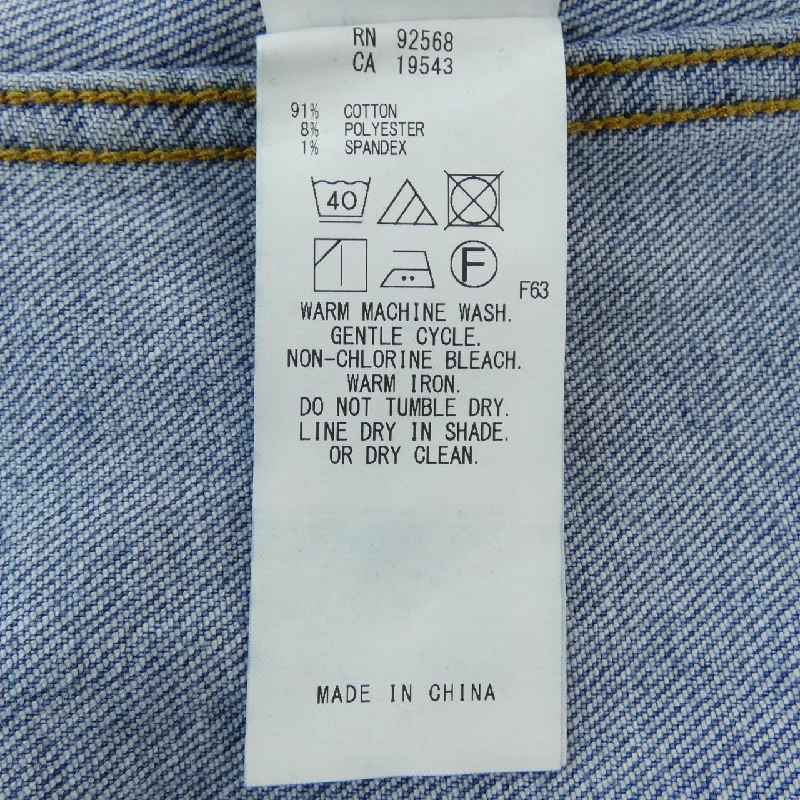 RN 92568
CA 19543
91% COTTON
8% POLYESTER
1% SPANDEX
40
F
F63
WARM MACHINE WASH.
GENTLE CYCLE.
NON-CHLORINE BLEACH.
WARM IRON.
DO NOT TUMBLE DRY.
LINE DRY IN SHADE.
OR DRY CLEAN.
MADE IN CHINA